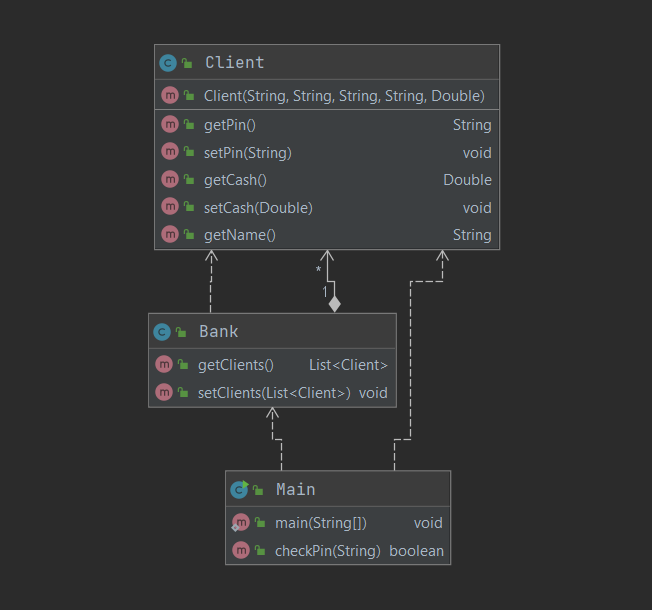 Client
Client(String, String, String, String, Double)
getPin() String
setPin(String) void
getCash() Double
setCash(Double) void
getName() String
*
1
Bank
getClients() List<Client>
setClients(List<Client>) void
Main
main(String[]) void
checkPin(String) boolean